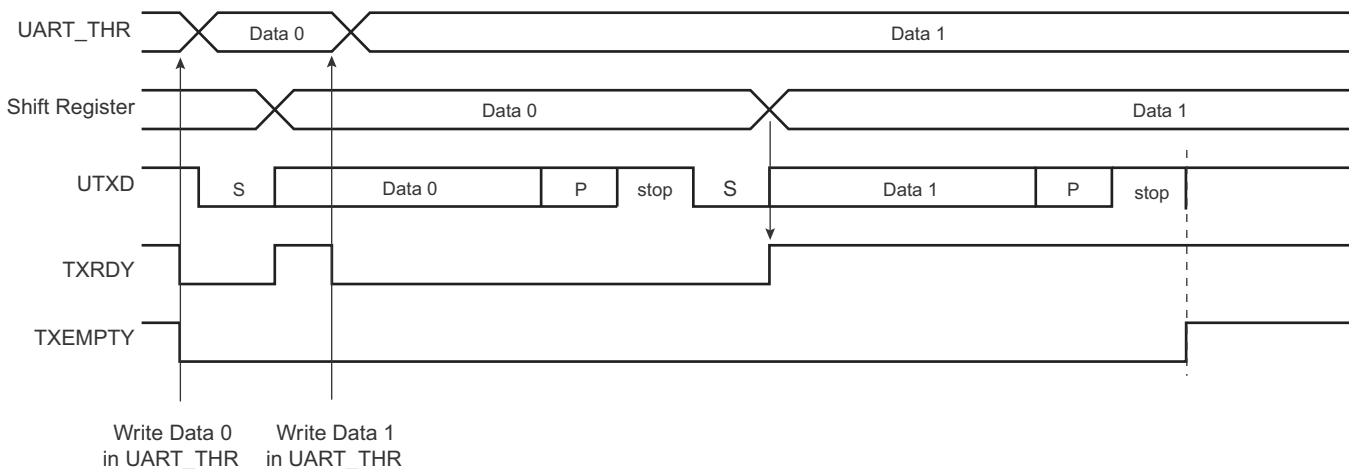 UART_THR
Data 0
Data 1
Shift Register
Data 0
Data 1
UTXD
S
Data 0
P
stop
S
Data 1
P
stop
TXRDY
TXEMPTY
Write Data 0
in UART_THR
Write Data 1
in UART_THR